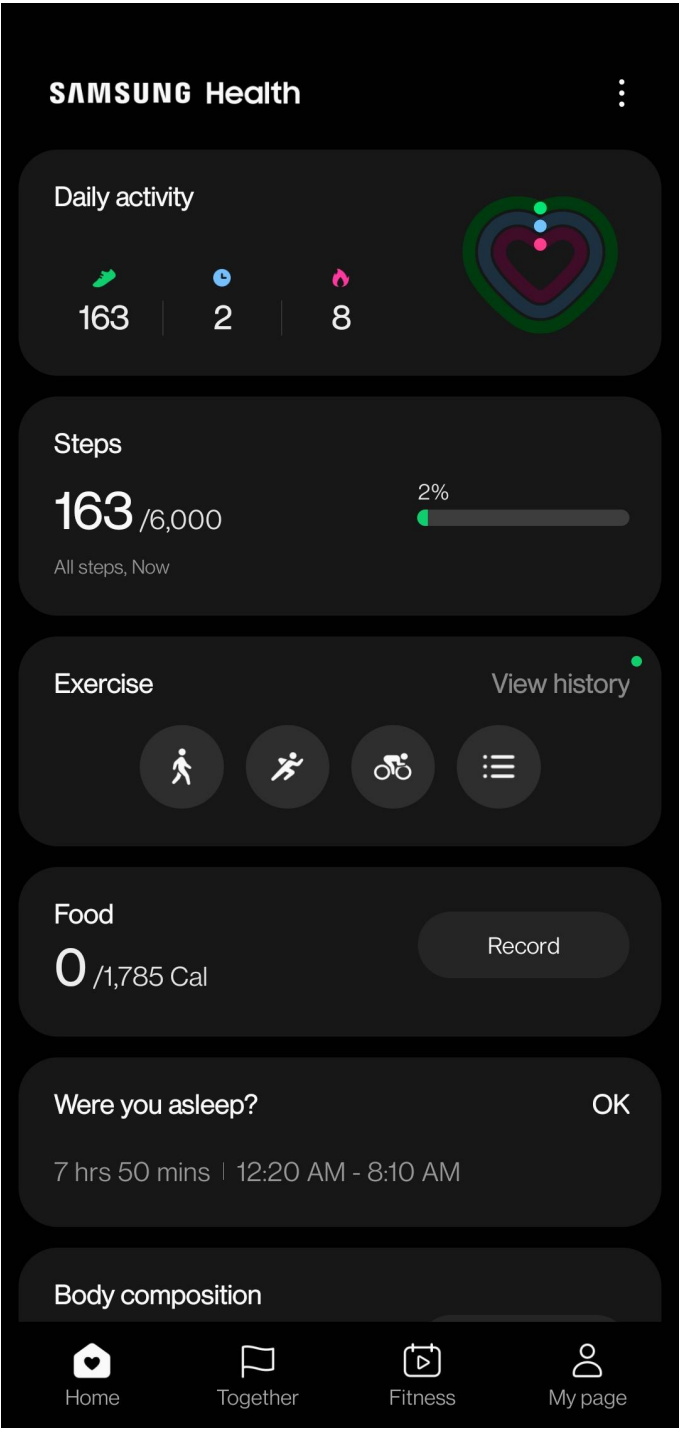 SAMSUNG Health
Daily activity
163 2 8
Steps
2%
163 /6,000
All steps, Now
Exercise View history
Food
Record
0 /1,785 Cal
Were you asleep? OK
7 hrs 50 mins | 12:20 AM - 8:10 AM
Body composition
Home Together Fitness My page